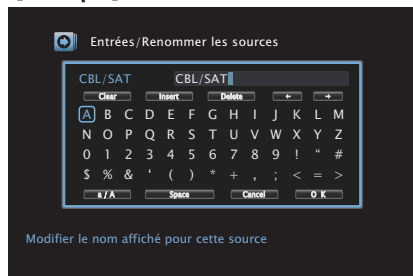 Entrées/Renommer les sources
CBL/SAT CBL/SAT
Clear Insert Delete ← →
A B C D E F G H I J K L M
N O P Q R S T U V W X Y Z
0 1 2 3 4 5 6 7 8 9 ! “ #
$ % & ‘ ( ) * + , ; < = >
a / A Space Cancel O K
Modifier le nom affiché pour cette source